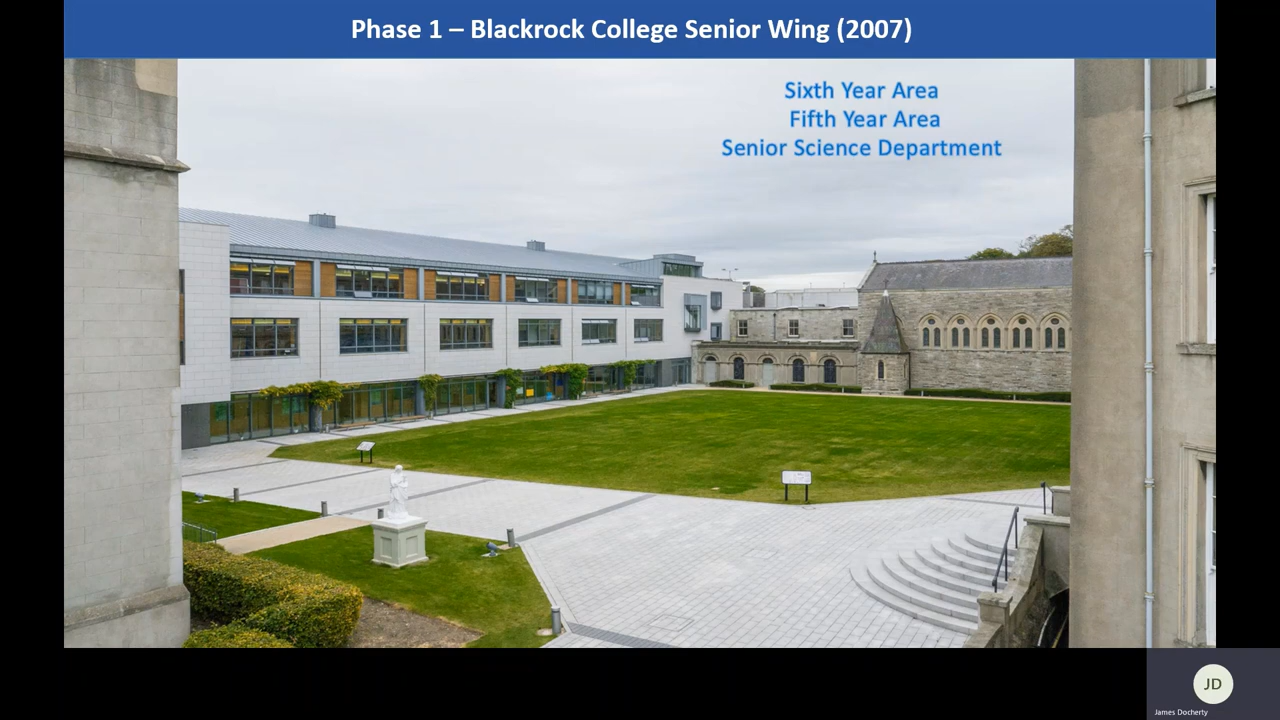 Phase 1 – Blackrock College Senior Wing (2007)
Sixth Year Area
Fifth Year Area
Senior Science Department
JD
James Docherty